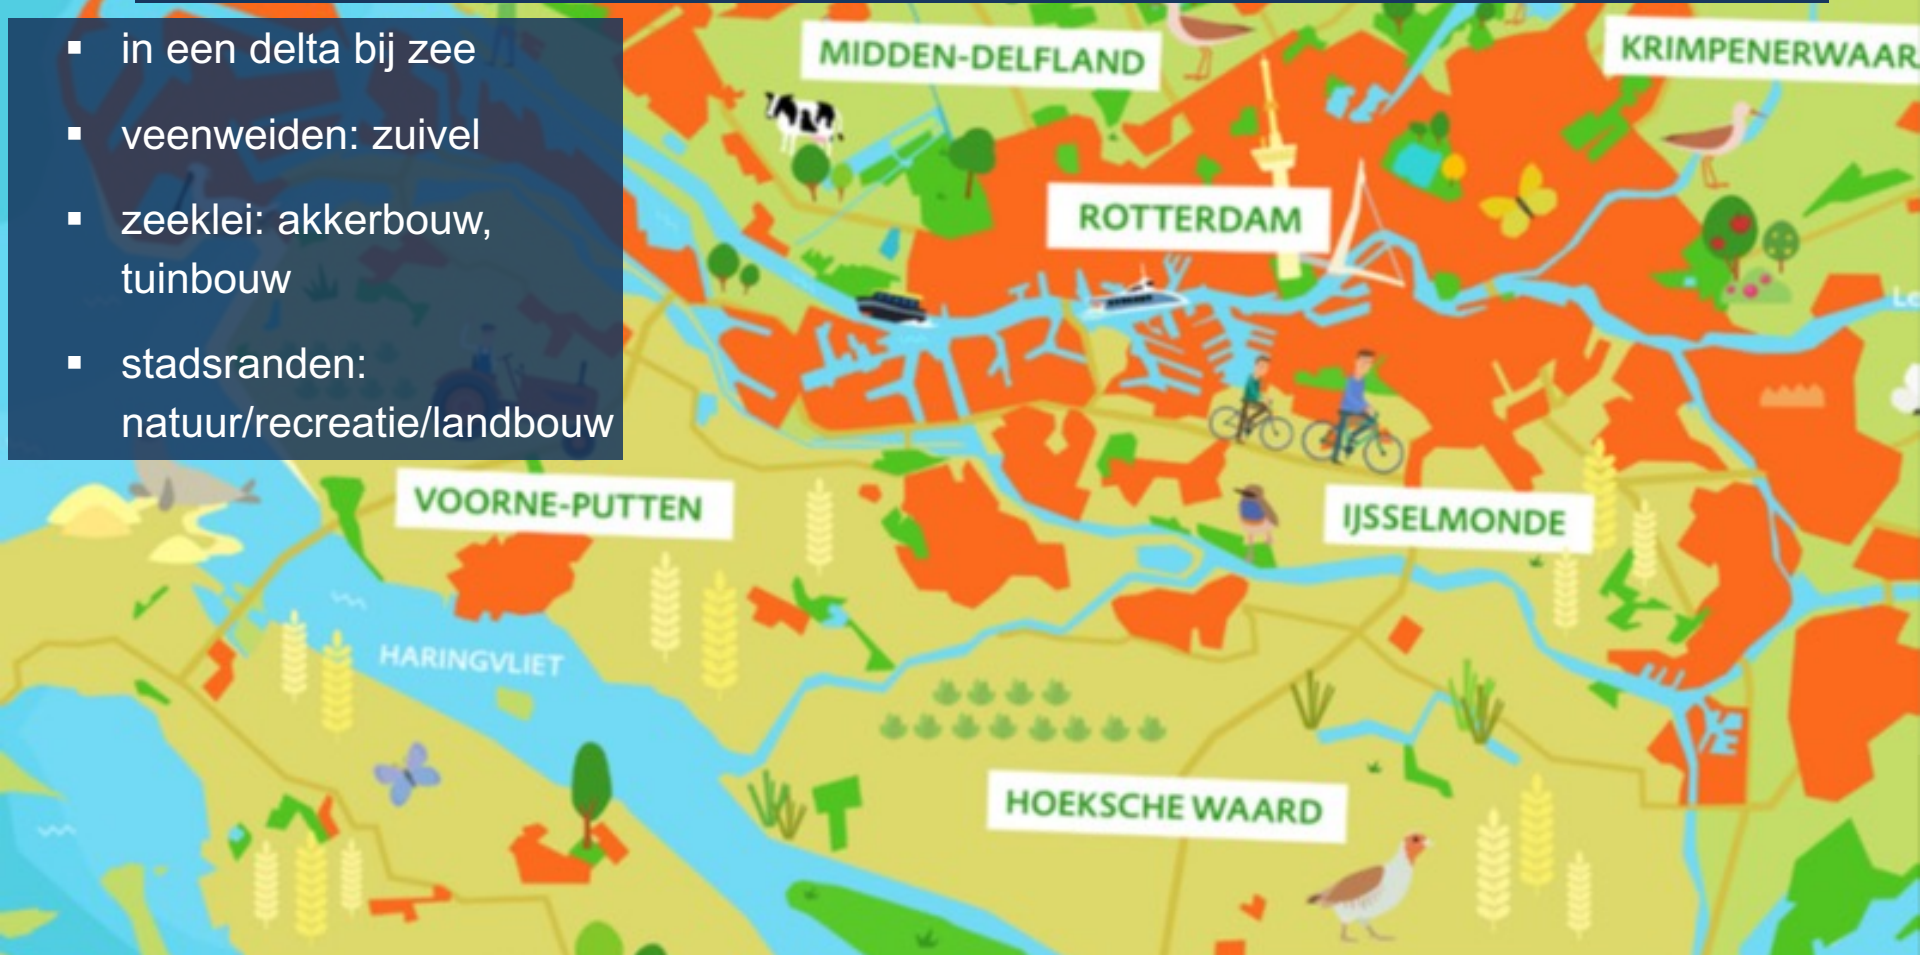 in een delta bij zee
veenweiden: zuivel
zeeklei: akkerbouw,
tuinbouw
stadsranden:
natuur/recreatie/landbouw
MIDDEN-DELFLAND
KRIMPENERWAAR
ROTTERDAM
Le
VOORNE-PUTTEN
IJSSELMONDE
HARINGVLIET
HOEKSCHE WAARD